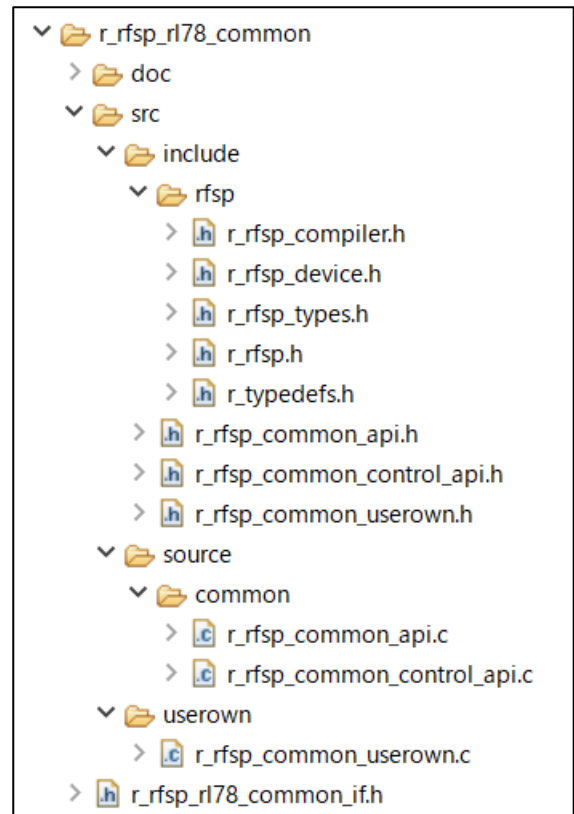 r_rfsp_rl78_common
doc
src
include
rfsp
.h r_rfsp_compiler.h
.h r_rfsp_device.h
.h r_rfsp_types.h
.h r_rfsp.h
.h r_typedefs.h
.h r_rfsp_common_api.h
.h r_rfsp_common_control_api.h
.h r_rfsp_common_userown.h
source
common
.c r_rfsp_common_api.c
.c r_rfsp_common_control_api.c
userown
.c r_rfsp_common_userown.c
.h r_rfsp_rl78_common_if.h